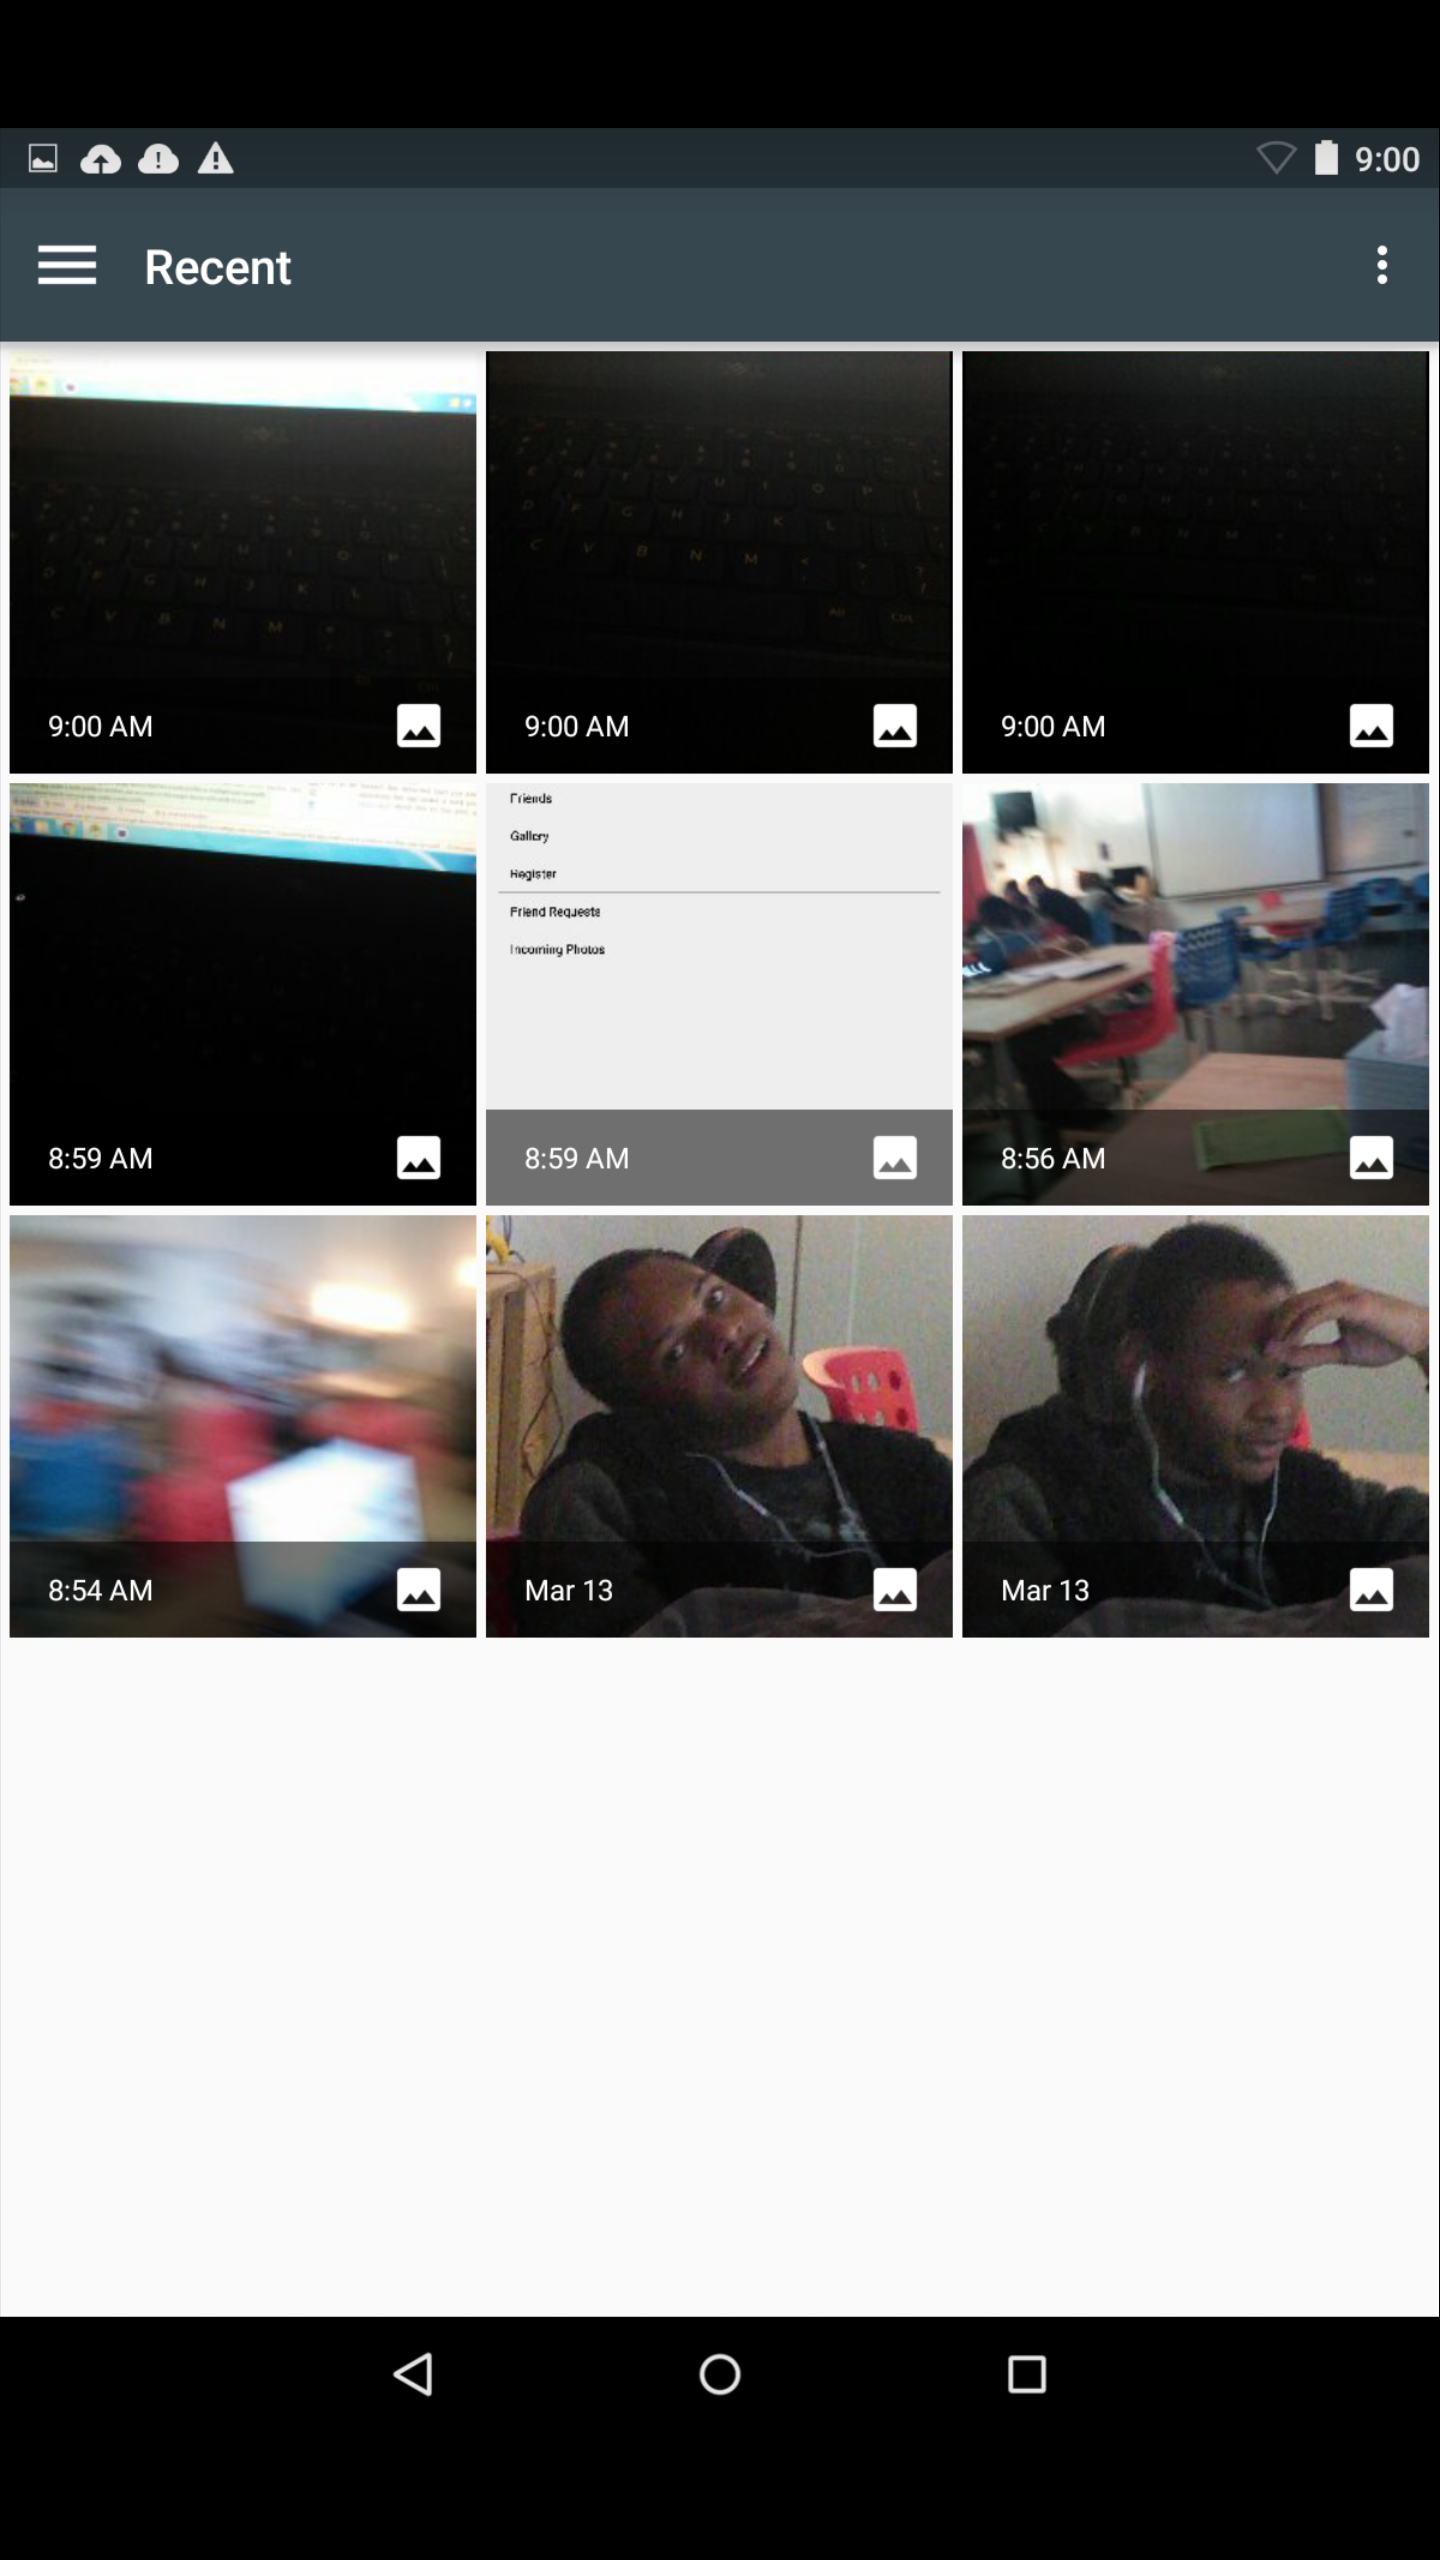 9:00
Recent
9:00 AM
9:00 AM
9:00 AM
8:59 AM
Friends
Gallery
Register
Friend Requests
Incoming Photos
8:59 AM
8:56 AM
8:54 AM
Mar 13
Mar 13